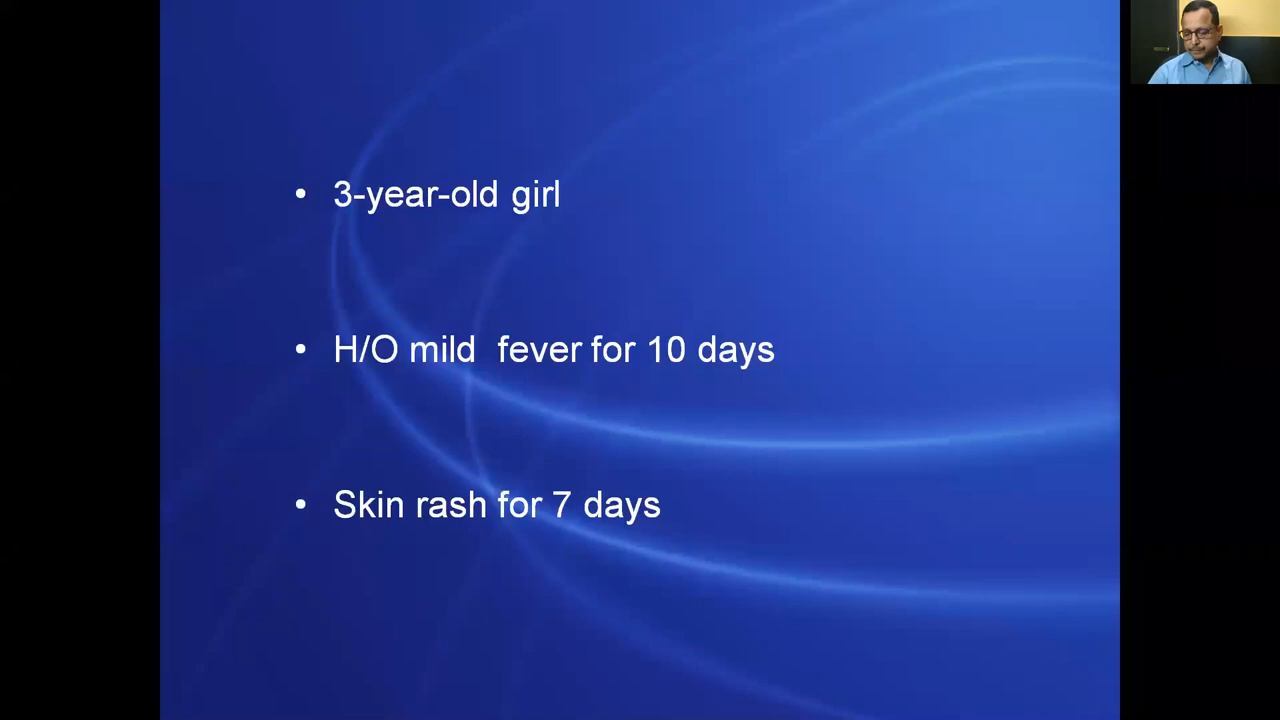 • 3-year-old girl
• H/O mild  fever for 10 days
• Skin rash for 7 days